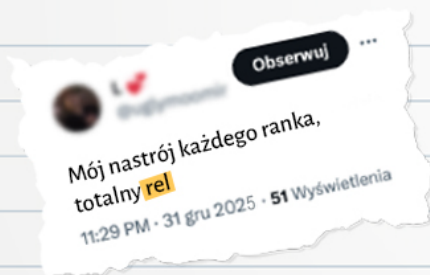 L 💕
Obserwuj
Mój nastrój każdego ranka,
totalny rel
11:29 PM · 31 gru 2025 · 51 Wyświetlenia